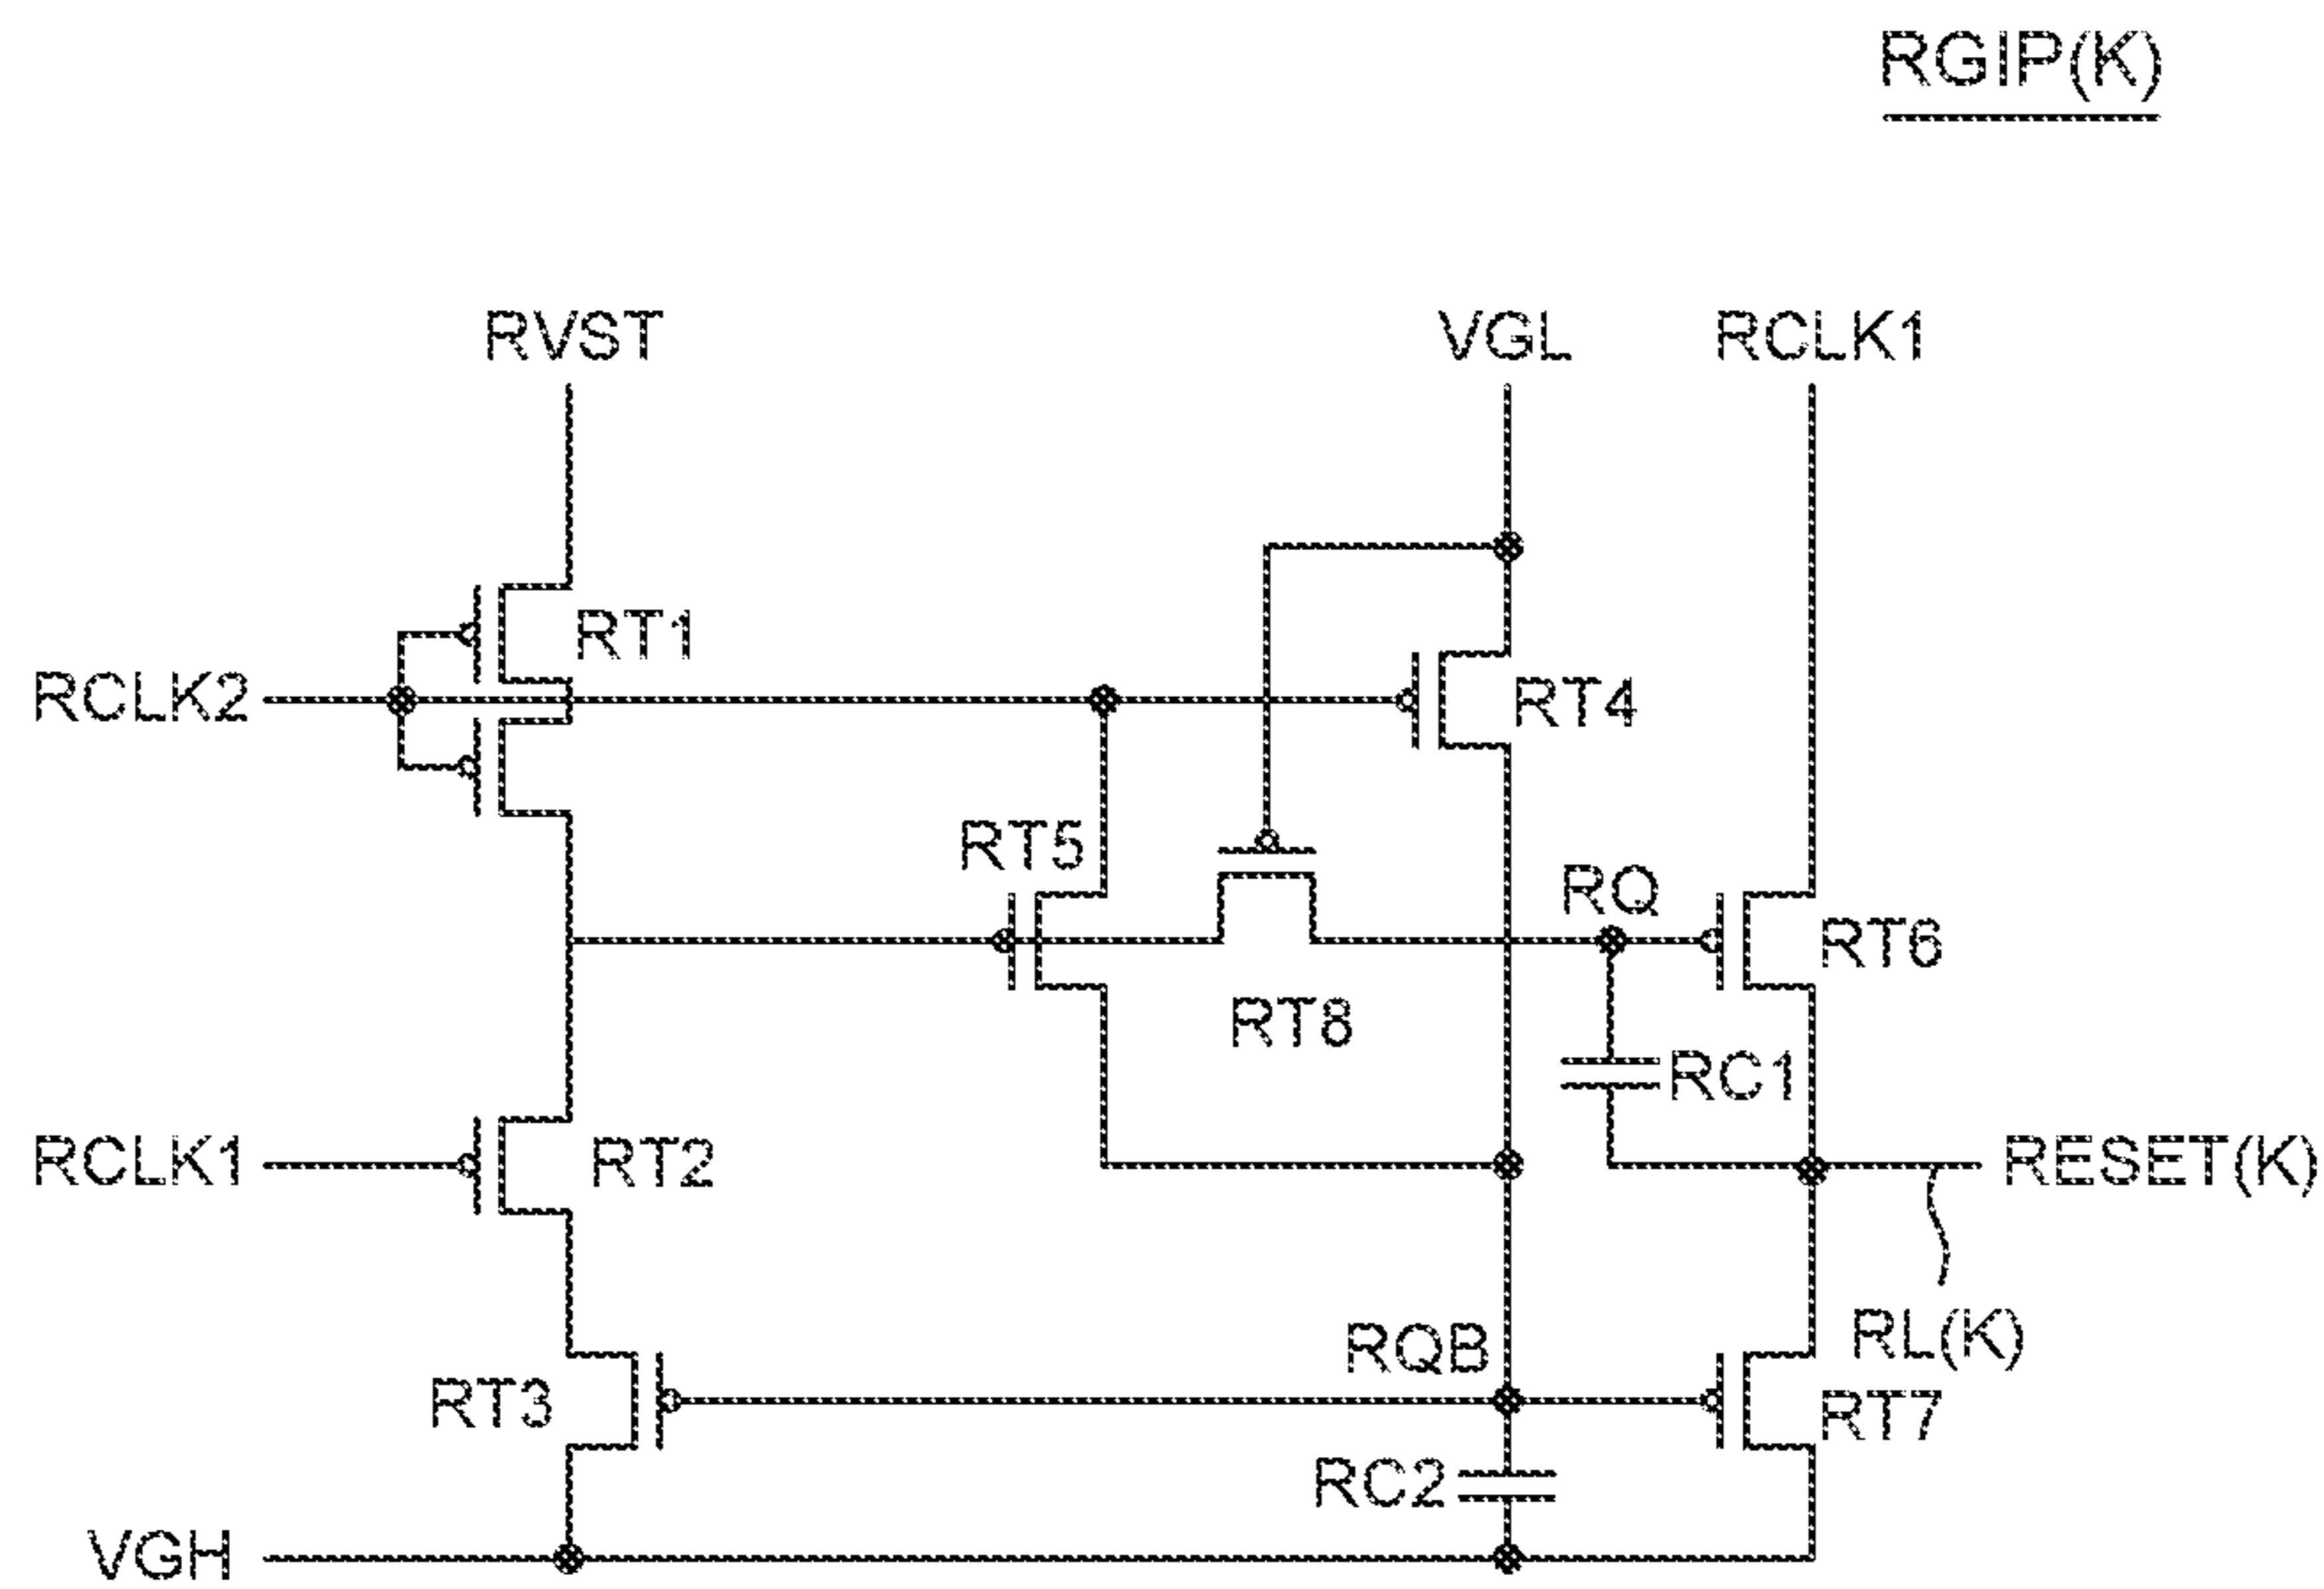 RGIP(K)
RVST
VGL
RCLK1
RT1
RCLK2
RT4
RT5
RQ
RT6
RT8
RC1
RCLK1
RT2
RESET(K)
RL(K)
RQB
RT3
RT7
RC2
VGH